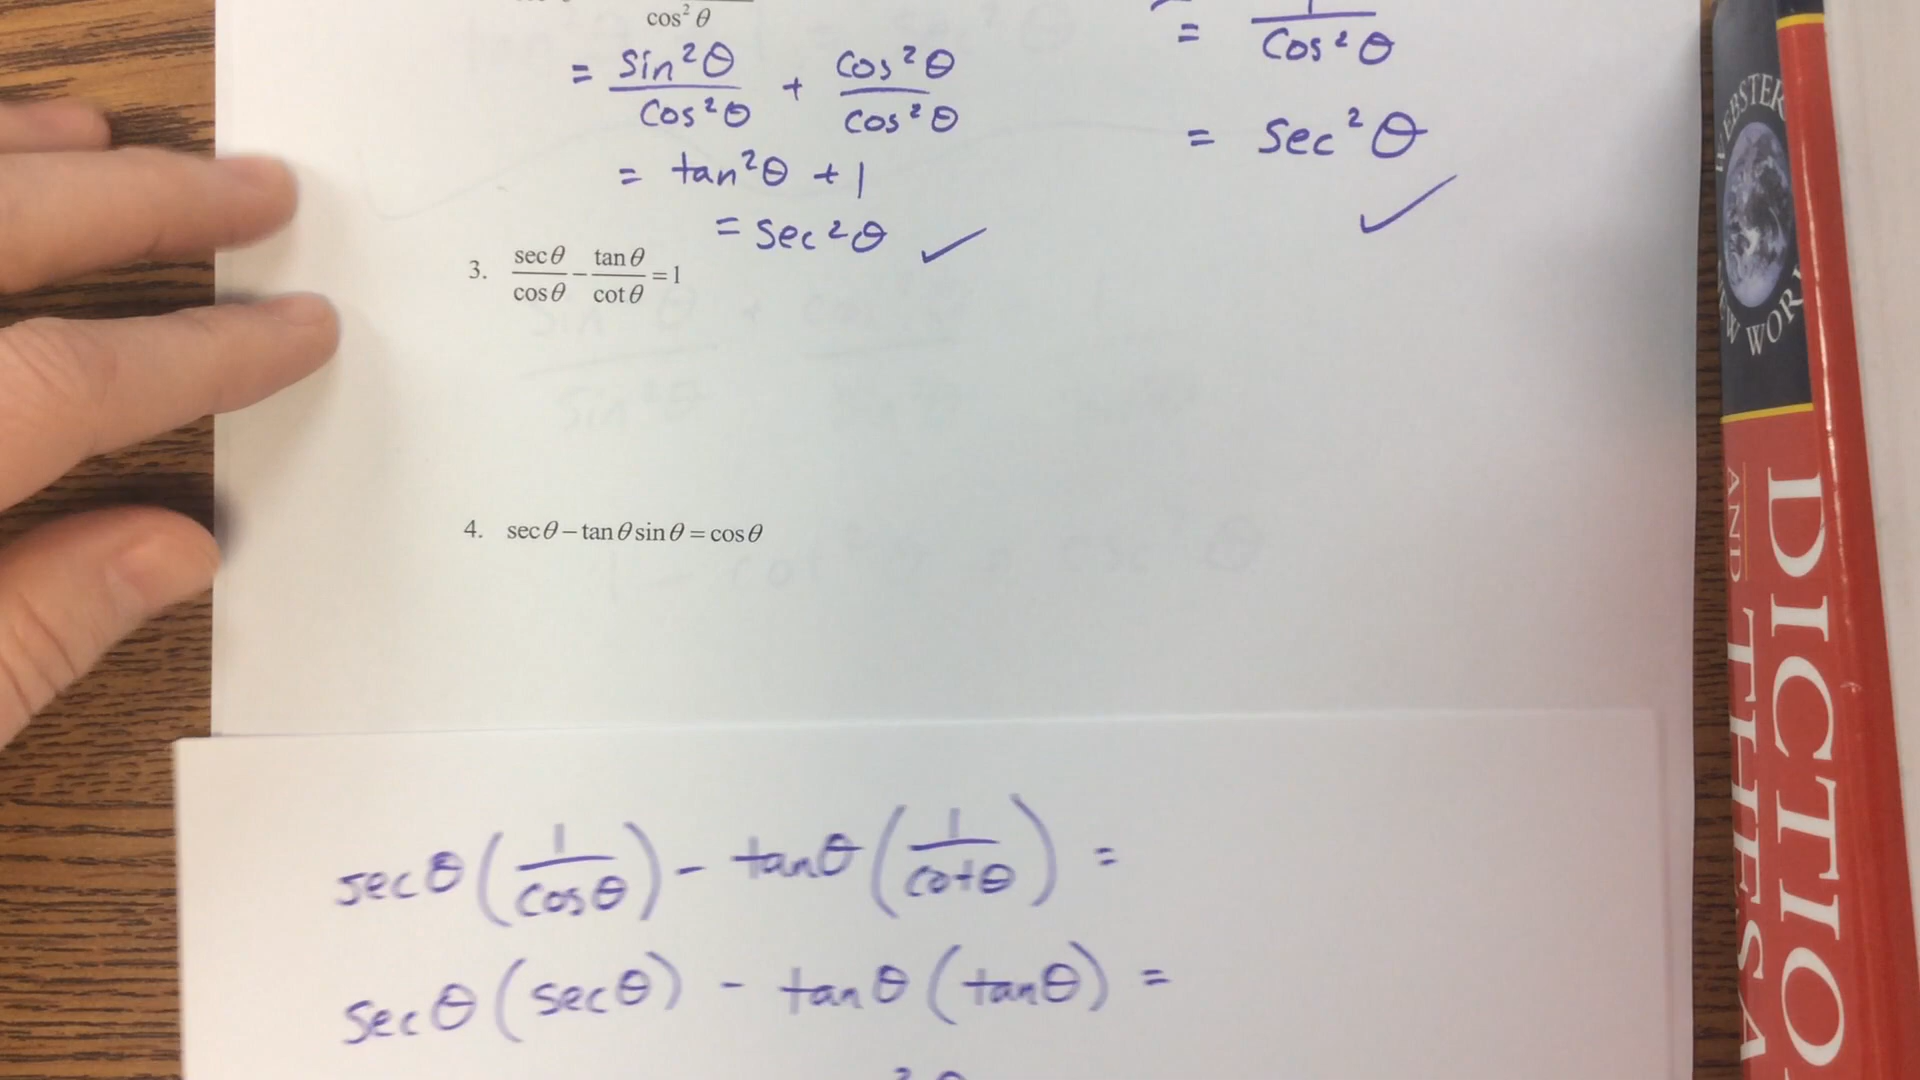 cos² θ
= sin²θ/cos²θ + cos²θ/cos²θ
= 1/cos²θ
= tan²θ + 1
= sec²θ
= sec²θ ✓
✓
3. secθ/cosθ − tanθ/cotθ = 1
4. secθ − tanθ sinθ = cosθ
secθ (1/cosθ) − tanθ (1/cotθ) =
secθ (secθ) − tanθ (tanθ) =
WEBSTER'S
NEW WORL
DICTIO
AND THESA